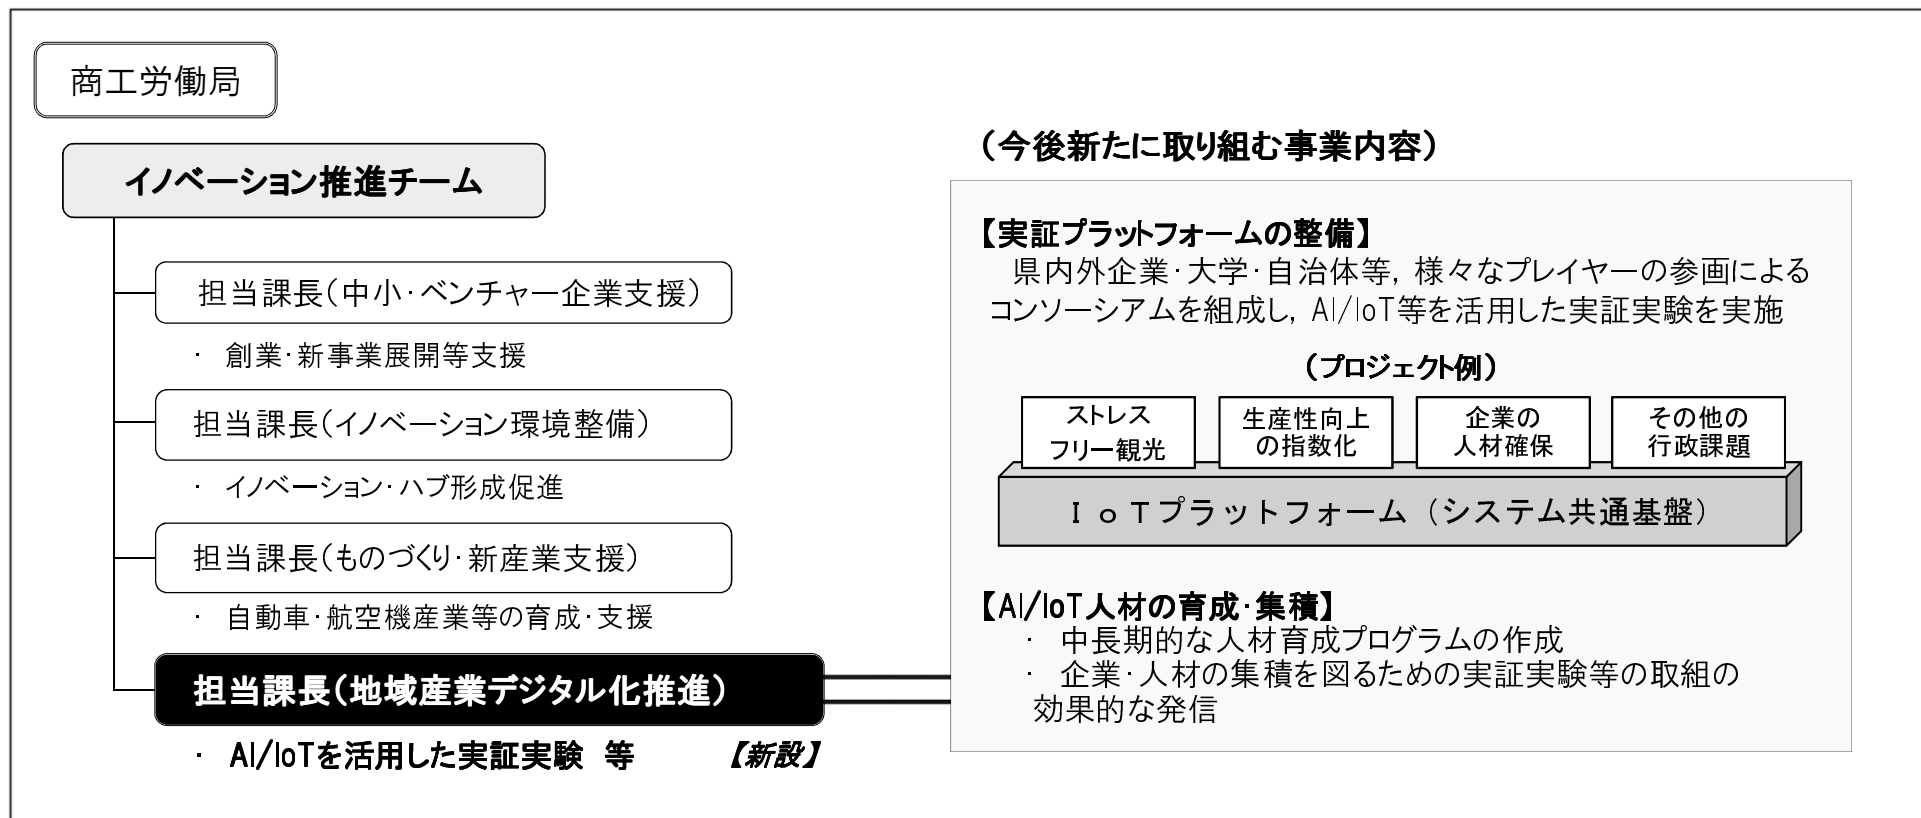 商工労働局
イノベーション推進チーム
担当課長（中小・ベンチャー企業支援）
・ 創業・新事業展開等支援
担当課長（イノベーション環境整備）
・ イノベーション・ハブ形成促進
担当課長（ものづくり・新産業支援）
・ 自動車・航空機産業等の育成・支援
担当課長（地域産業デジタル化推進）
・ AI/IoTを活用した実証実験 等 【新設】
（今後新たに取り組む事業内容）
【実証プラットフォームの整備】
県内外企業・大学・自治体等，様々なプレイヤーの参画による
コンソーシアムを組成し，AI/IoT等を活用した実証実験を実施
（プロジェクト例）
ストレス
フリー観光
生産性向上
の指数化
企業の
人材確保
その他の
行政課題
ＩｏＴプラットフォーム（システム共通基盤）
【AI/IoT人材の育成・集積】
・ 中長期的な人材育成プログラムの作成
・ 企業・人材の集積を図るための実証実験等の取組の
効果的な発信